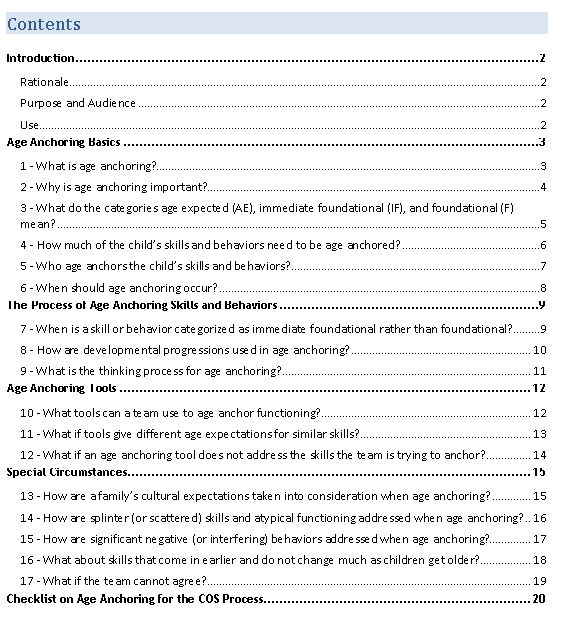 Contents
Introduction....................2
Rationale....................2
Purpose and Audience....................2
Use....................2
Age Anchoring Basics....................3
1 - What is age anchoring?....................3
2 - Why is age anchoring important?....................4
3 - What do the categories age expected (AE), immediate foundational (IF), and foundational (F)
mean?....................5
4 - How much of the child's skills and behaviors need to be age anchored?....................6
5 - Who age anchors the child's skills and behaviors?....................7
6 - When should age anchoring occur?....................8
The Process of Age Anchoring Skills and Behaviors....................9
7 - When is a skill or behavior categorized as immediate foundational rather than foundational?........9
8 - How are developmental progressions used in age anchoring?....................10
9 - What is the thinking process for age anchoring?....................11
Age Anchoring Tools....................12
10 - What tools can a team use to age anchor functioning?....................12
11 - What if tools give different age expectations for similar skills?....................13
12 - What if an age anchoring tool does not address the skills the team is trying to anchor?............14
Special Circumstances....................15
13 - How are a family's cultural expectations taken into consideration when age anchoring?............15
14 - How are splinter (or scattered) skills and atypical functioning addressed when age anchoring?..16
15 - How are significant negative (or interfering) behaviors addressed when age anchoring?............17
16 - What about skills that come in earlier and do not change much as children get older?...............18
17 - What if the team cannot agree?....................19
Checklist on Age Anchoring for the COS Process....................20